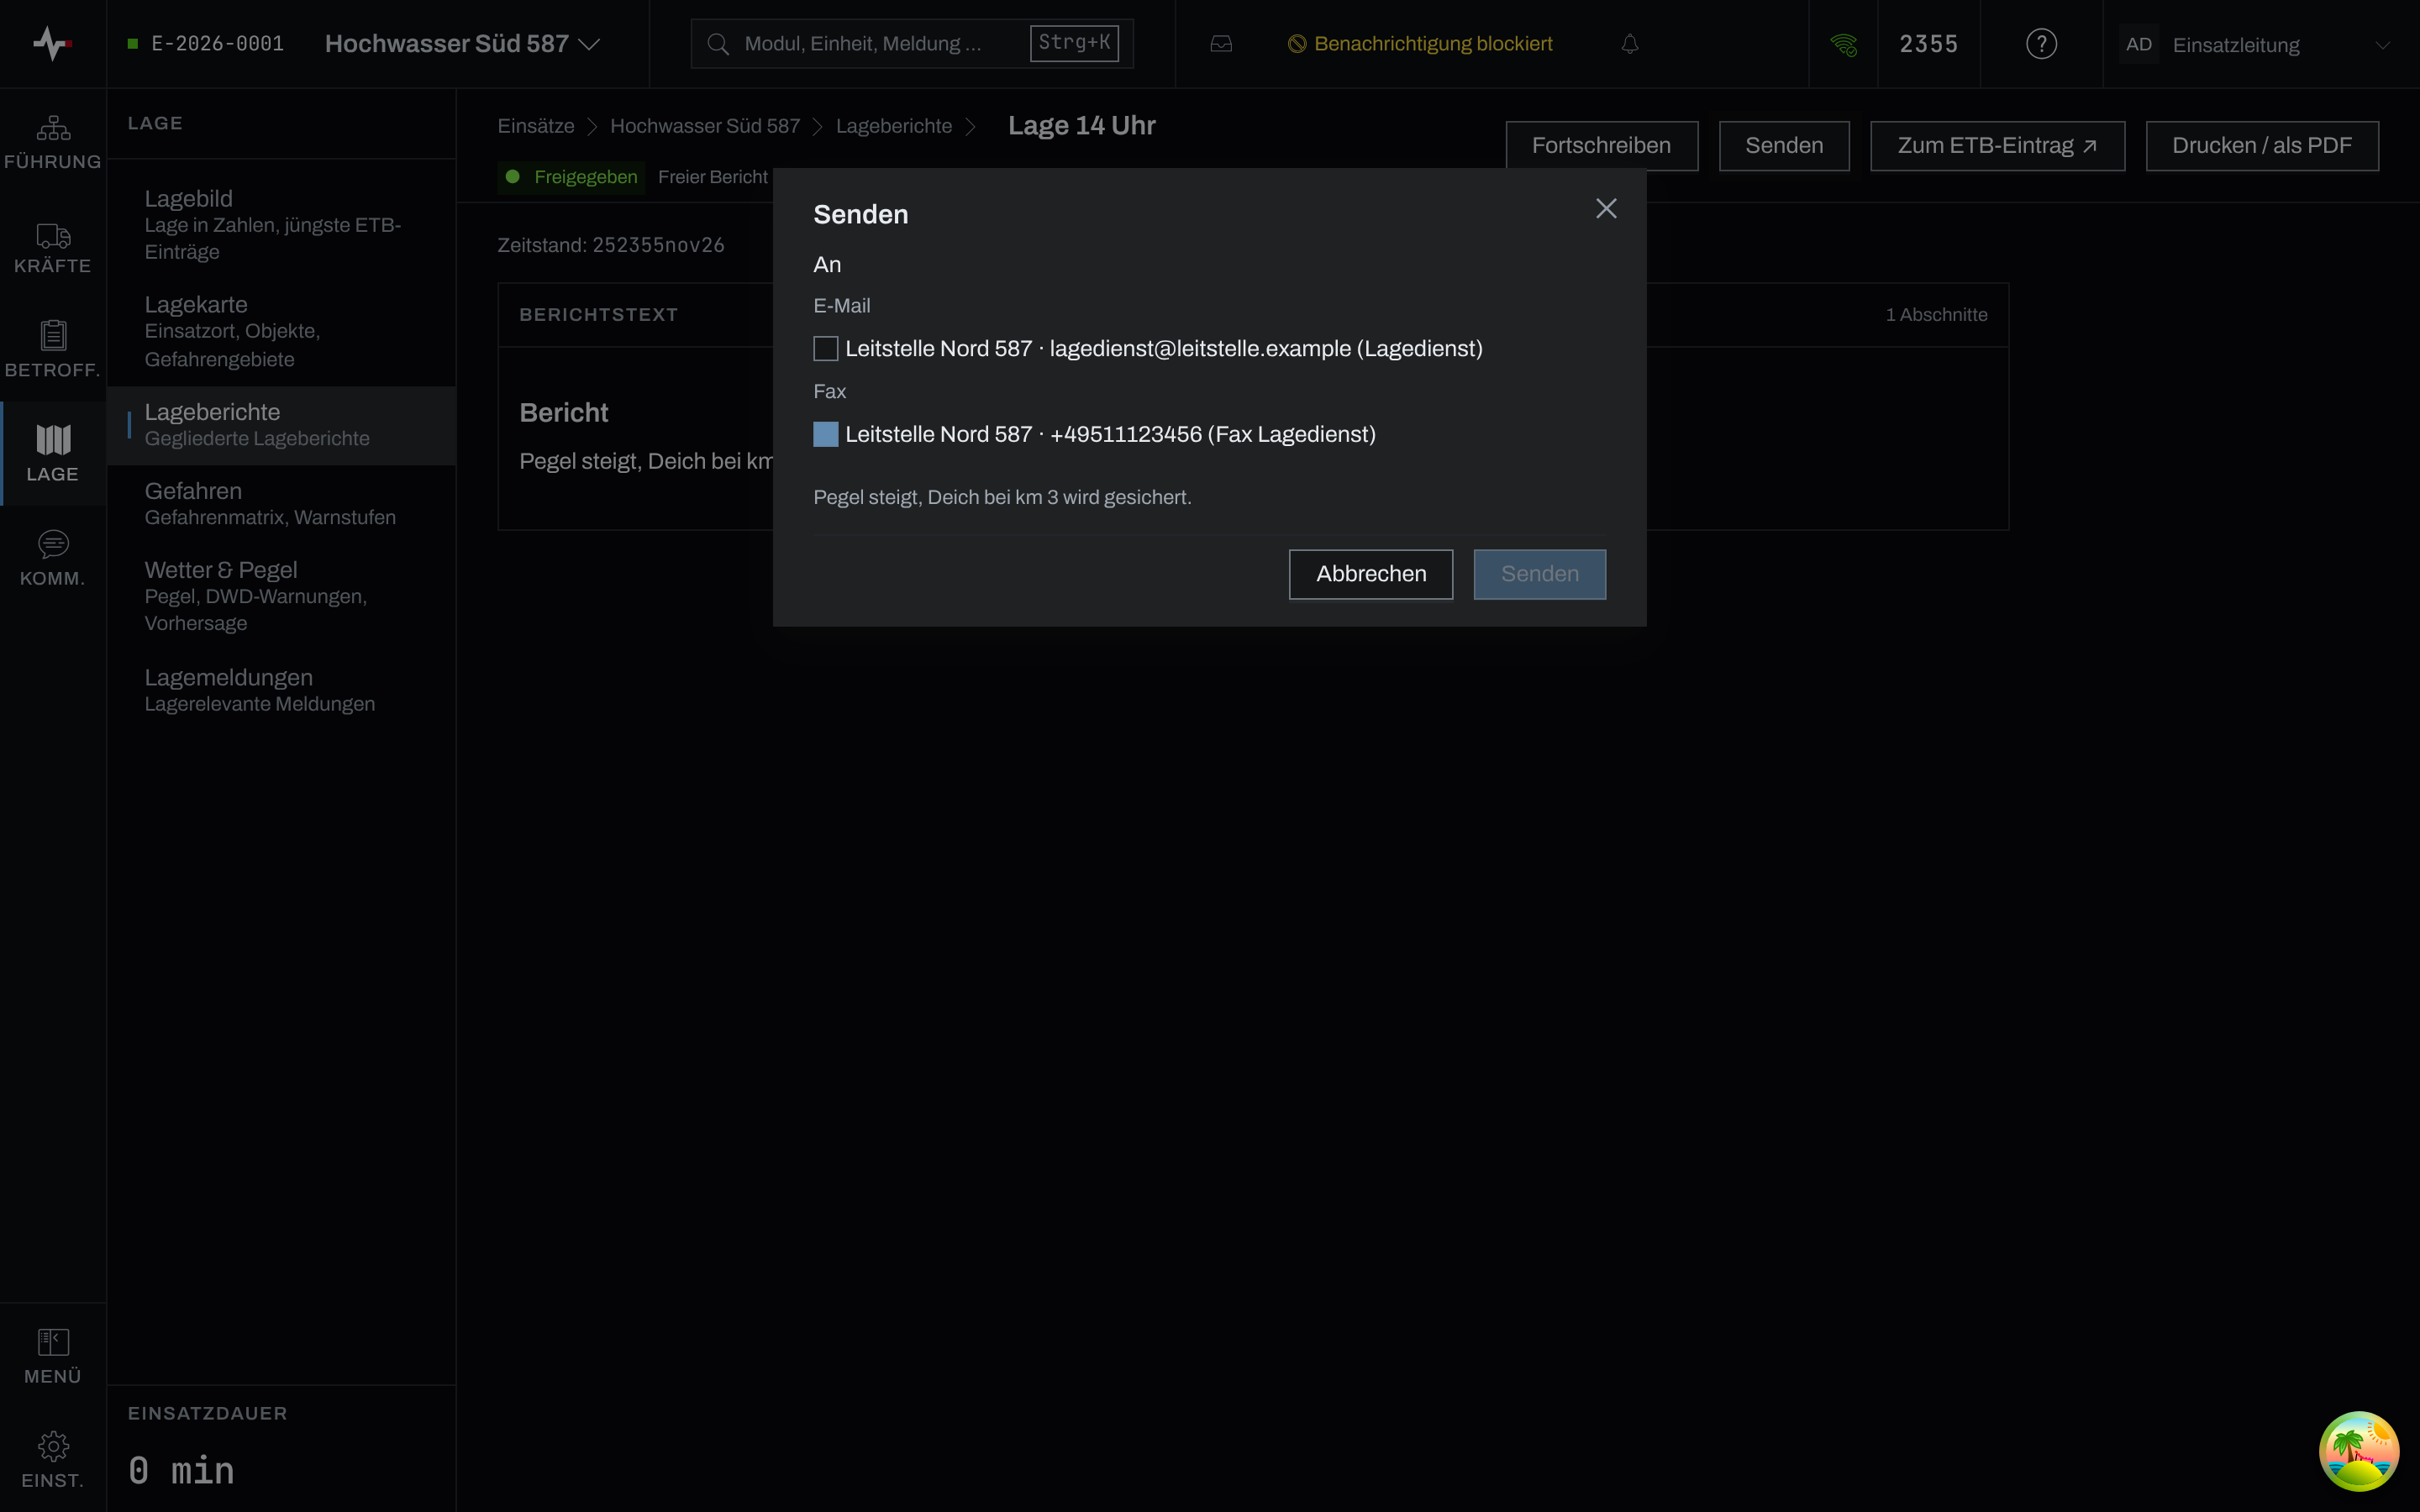 E-2026-0001
Hochwasser Süd 587
Modul, Einheit, Meldung ...
Strg+K
Benachrichtigung blockiert
2355
?
AD
Einsatzleitung
FÜHRUNG
KRÄFTE
BETROFF.
LAGE
KOMM.
MENÜ
EINST.
LAGE
Lagebild
Lage in Zahlen, jüngste ETB-
Einträge
Lagekarte
Einsatzort, Objekte,
Gefahrengebiete
Lageberichte
Gegliederte Lageberichte
Gefahren
Gefahrenmatrix, Warnstufen
Wetter & Pegel
Pegel, DWD-Warnungen,
Vorhersage
Lagemeldungen
Lagerelevante Meldungen
EINSATZDAUER
0 min
Einsätze
Hochwasser Süd 587
Lageberichte
Lage 14 Uhr
Freigegeben
Freier Bericht
Fortschreiben
Senden
Zum ETB-Eintrag ↗
Drucken / als PDF
Zeitstand: 252355nov26
BERICHTSTEXT
1 Abschnitte
Bericht
Pegel steigt, Deich bei km
Senden
An
E-Mail
Leitstelle Nord 587 · lagedienst@leitstelle.example (Lagedienst)
Fax
Leitstelle Nord 587 · +49511123456 (Fax Lagedienst)
Pegel steigt, Deich bei km 3 wird gesichert.
Abbrechen
Senden